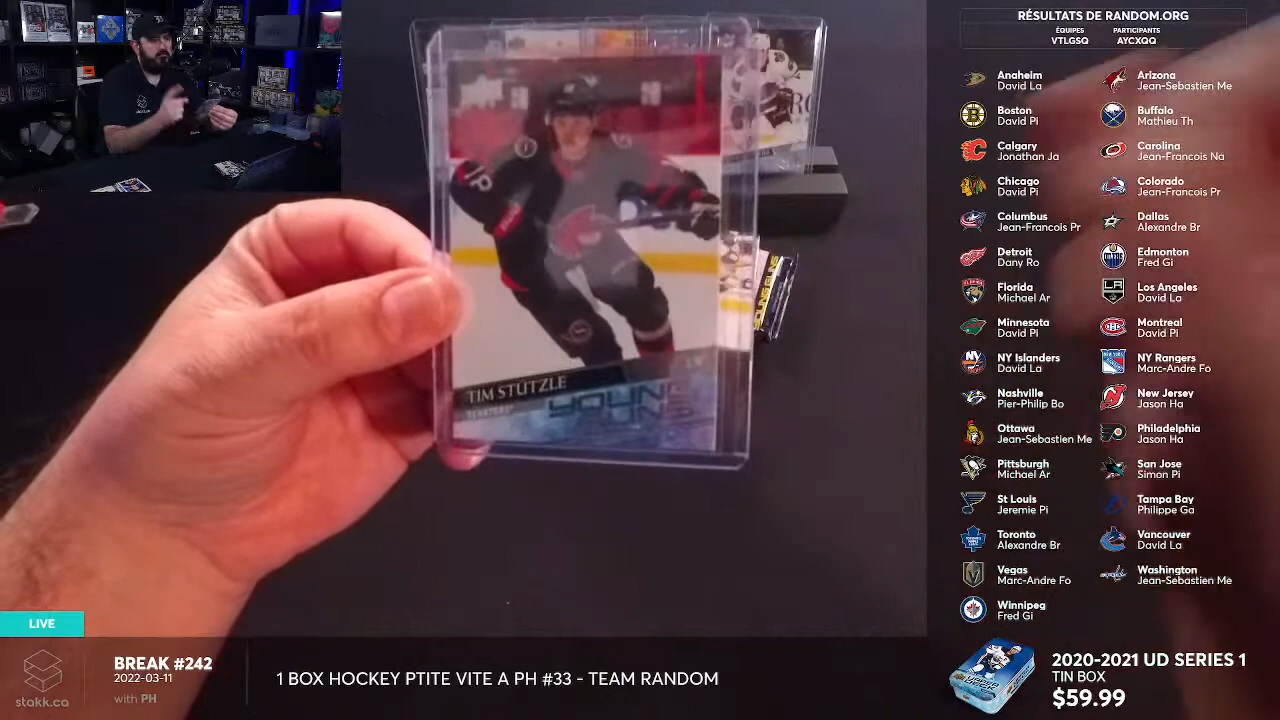 RÉSULTATS DE RANDOM.ORG
ÉQUIPES
VTLGSQ
PARTICIPANTS
AYCXQQ
Anaheim
David La
Arizona
Jean-Sebastien Me
Boston
David Pi
Buffalo
Mathieu Th
Calgary
Jonathan Ja
Carolina
Jean-Francois Na
Chicago
David Pi
Colorado
Jean-Francois Pr
Columbus
Jean-Francois Pr
Dallas
Alexandre Br
Detroit
Dany Ro
Edmonton
Fred Gi
Florida
Michael Ar
Los Angeles
David La
Minnesota
David Pi
Montreal
David Pi
NY Islanders
David La
NY Rangers
Marc-Andre Fo
Nashville
Pier-Philip Bo
New Jersey
Jason Ha
Ottawa
Jean-Sebastien Me
Philadelphia
Jason Ha
Pittsburgh
Michael Ar
San Jose
Simon Pi
St Louis
Jeremie Pi
Tampa Bay
Philippe Ga
Toronto
Alexandre Br
Vancouver
David La
Vegas
Marc-Andre Fo
Washington
Jean-Sebastien Me
Winnipeg
Fred Gi
TIM STÜTZLE
SENATORS
YOUNG
GUNS
YOUNG GUNS
LIVE
stakk.ca
BREAK #242
2022-03-11
with PH
1 BOX HOCKEY PTITE VITE A PH #33 - TEAM RANDOM
2020-2021 UD SERIES 1
TIN BOX
$59.99